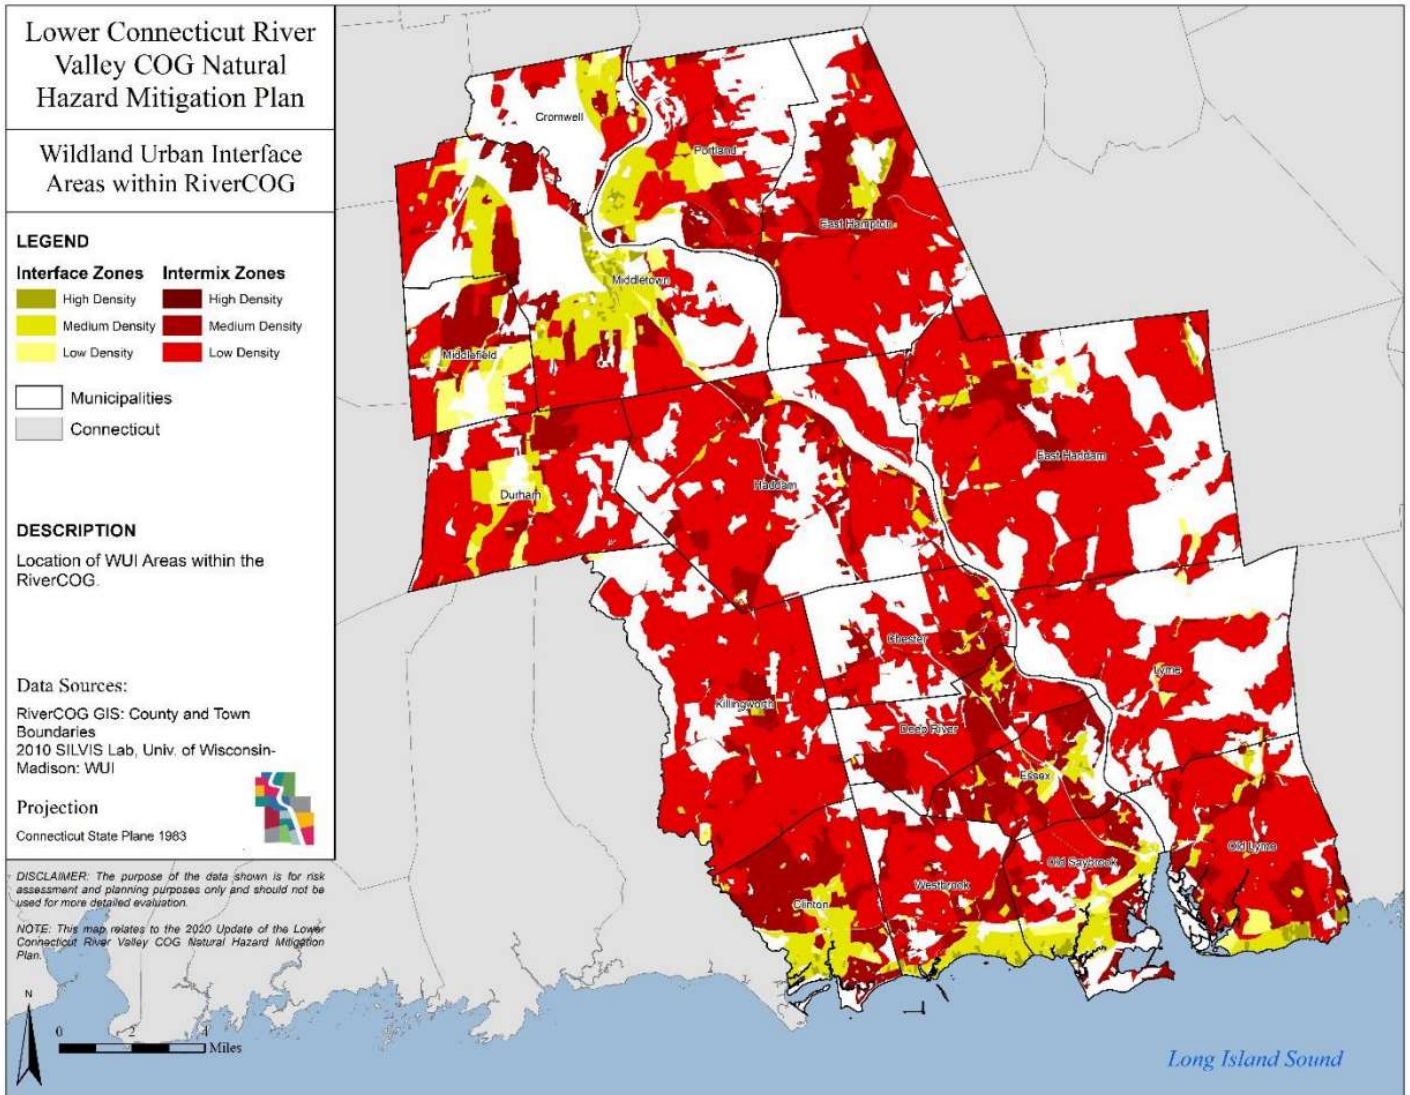 Lower Connecticut River
Valley COG Natural
Hazard Mitigation Plan
Wildland Urban Interface
Areas within RiverCOG
LEGEND
Interface Zones Intermix Zones
High Density High Density
Medium Density Medium Density
Low Density Low Density
Municipalities
Connecticut
DESCRIPTION
Location of WUI Areas within the
RiverCOG.
Data Sources:
RiverCOG GIS: County and Town
Boundaries
2010 SILVIS Lab, Univ. of Wisconsin-
Madison: WUI
Projection
Connecticut State Plane 1983
DISCLAIMER: The purpose of the data shown is for risk
assessment and planning purposes only and should not be
used for more detailed evaluation.
NOTE: This map relates to the 2020 Update of the Lower
Connecticut River Valley COG Natural Hazard Mitigation
Plan.
N
0 2 4
Miles
Cromwell
Portland
East Hampton
Middletown
Middlefield
East Haddam
Haddam
Durham
Chester
Lyme
Killingworth
Deep River
Essex
Old Lyme
Old Saybrook
Westbrook
Clinton
Long Island Sound